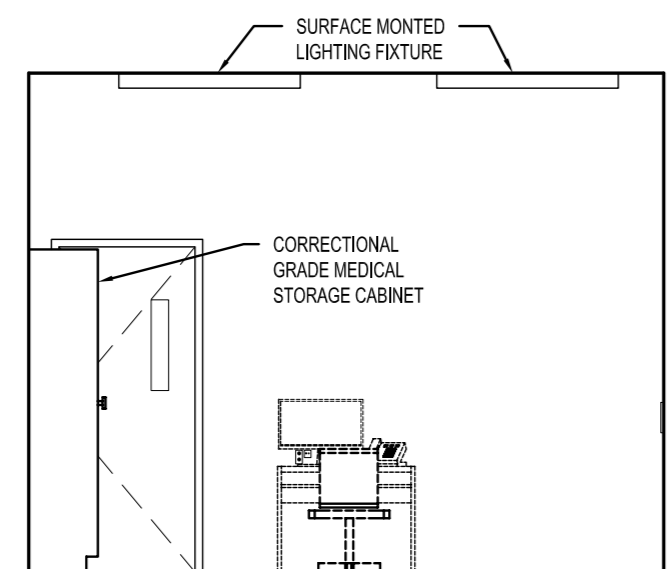 SURFACE MONTED
LIGHTING FIXTURE
CORRECTIONAL
GRADE MEDICAL
STORAGE CABINET